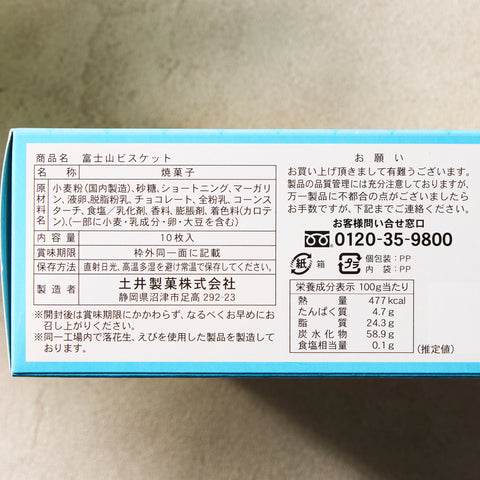 商品名 富士山ビスケット
名称 焼菓子
原材料名 小麦粉(国内製造)、砂糖、ショートニング、マーガリ
ン、液卵、脱脂粉乳、チョコレート、全粉乳、コーンス
ターチ、食塩／乳化剤、香料、膨脹剤、着色料(カロテ
ン)、(一部に小麦・乳成分・卵・大豆を含む)
内容量 10枚入
賞味期限 枠外同一面に記載
保存方法 直射日光、高温多湿を避け常温で保存してください
製造者 土井製菓株式会社
静岡県沼津市足高 292-23
※開封後は賞味期限にかかわらず、なるべくお早めにお
召し上がりください。
※同一工場内で落花生、えびを使用した製品を製造して
おります。
お願い
お買い上げ頂きまして有難うございます。
製品の品質管理には充分注意しておりますが、
万一製品に不都合の点がございましたら
お手数ですが、下記までご連絡ください。
お客様お問い合せ窓口
0120-35-9800
紙 箱
プラ 個包装：PP
内袋：PP
栄養成分表示 100g当たり
熱量 477kcal
たんぱく質 4.7g
脂質 24.3g
炭水化物 58.9g
食塩相当量 0.1g
(推定値)